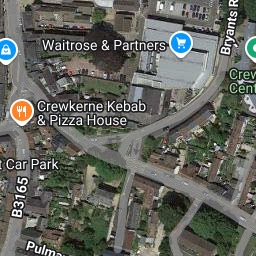 Waitrose & Partners
Bryants R
Crew
Cent
Crewkerne Kebab
& Pizza House
t Car Park
B3165
Pulma